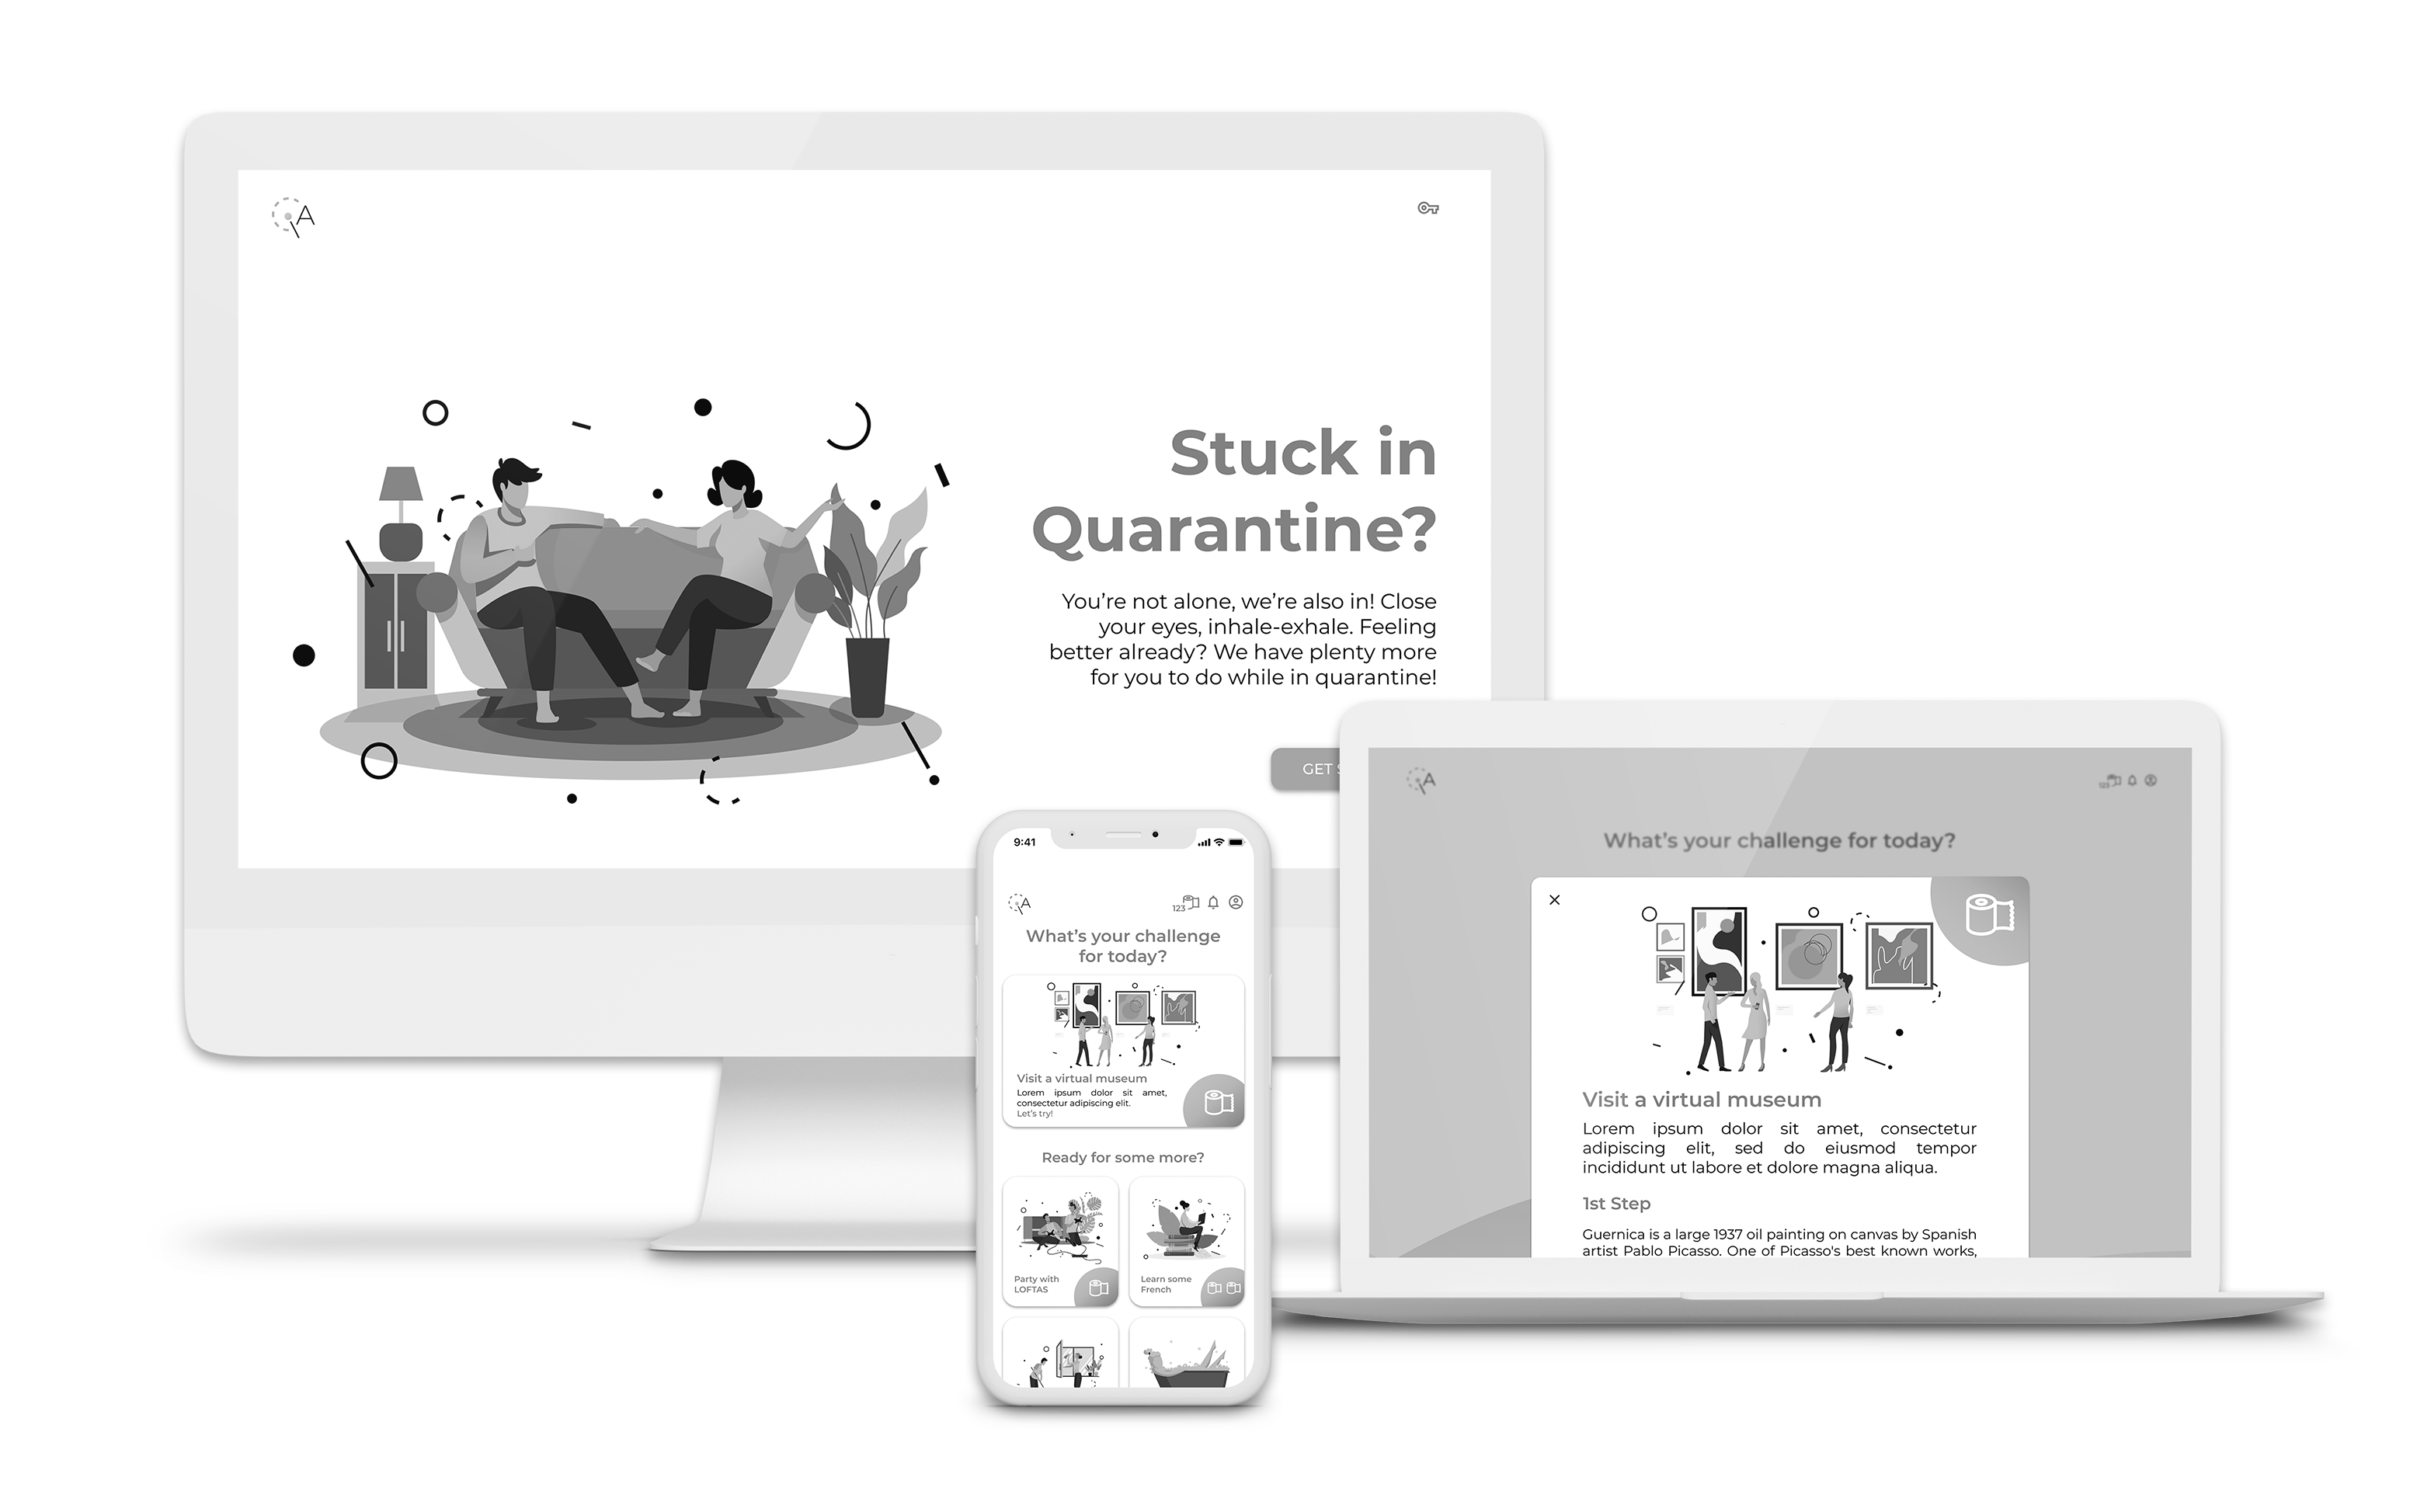 A
Stuck in
Quarantine?
You're not alone, we're also in! Close
your eyes, inhale-exhale. Feeling
better already? We have plenty more
for you to do while in quarantine!
GET
9:41
A
123
What's your challenge
for today?
Visit a virtual museum
Lorem ipsum dolor sit amet,
consectetur adipiscing elit.
Let's try!
Ready for some more?
Party with
LOFTAS
Learn some
French
A
123
What's your challenge for today?
Visit a virtual museum
Lorem ipsum dolor sit amet, consectetur
adipiscing elit, sed do eiusmod tempor
incididunt ut labore et dolore magna aliqua.
1st Step
Guernica is a large 1937 oil painting on canvas by Spanish
artist Pablo Picasso. One of Picasso's best known works,